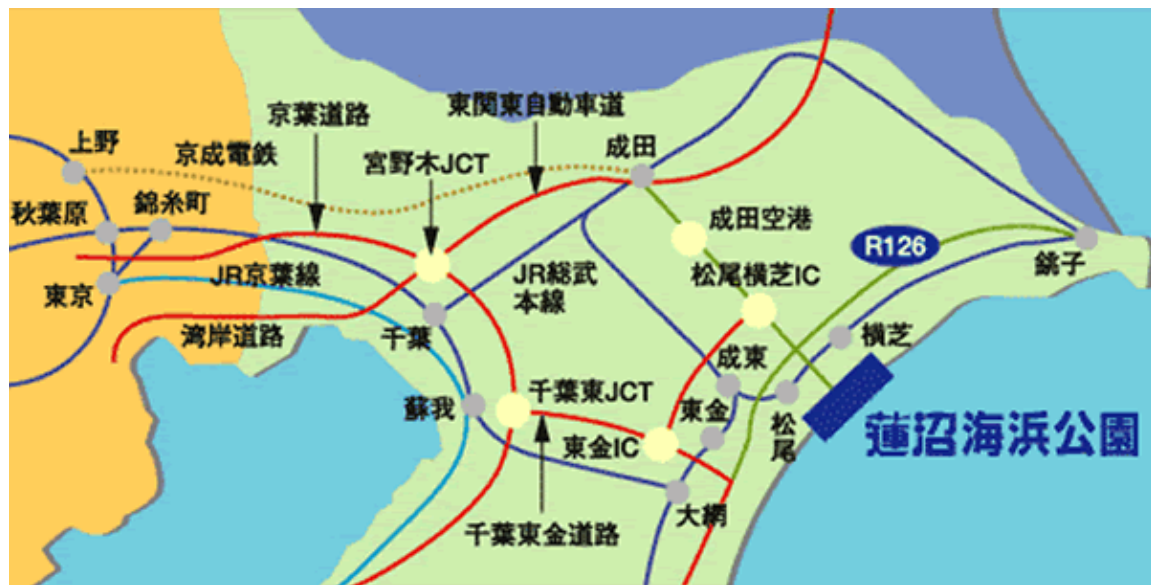 京葉道路
東関東自動車道
上野
京成電鉄
宮野木JCT
成田
秋葉原
錦糸町
成田空港
R126
東京
JR京葉線
JR総武
本線
松尾横芝IC
銚子
湾岸道路
千葉
成東
横芝
蘇我
千葉東JCT
東金
松
尾
蓮沼海浜公園
東金IC
大網
千葉東金道路